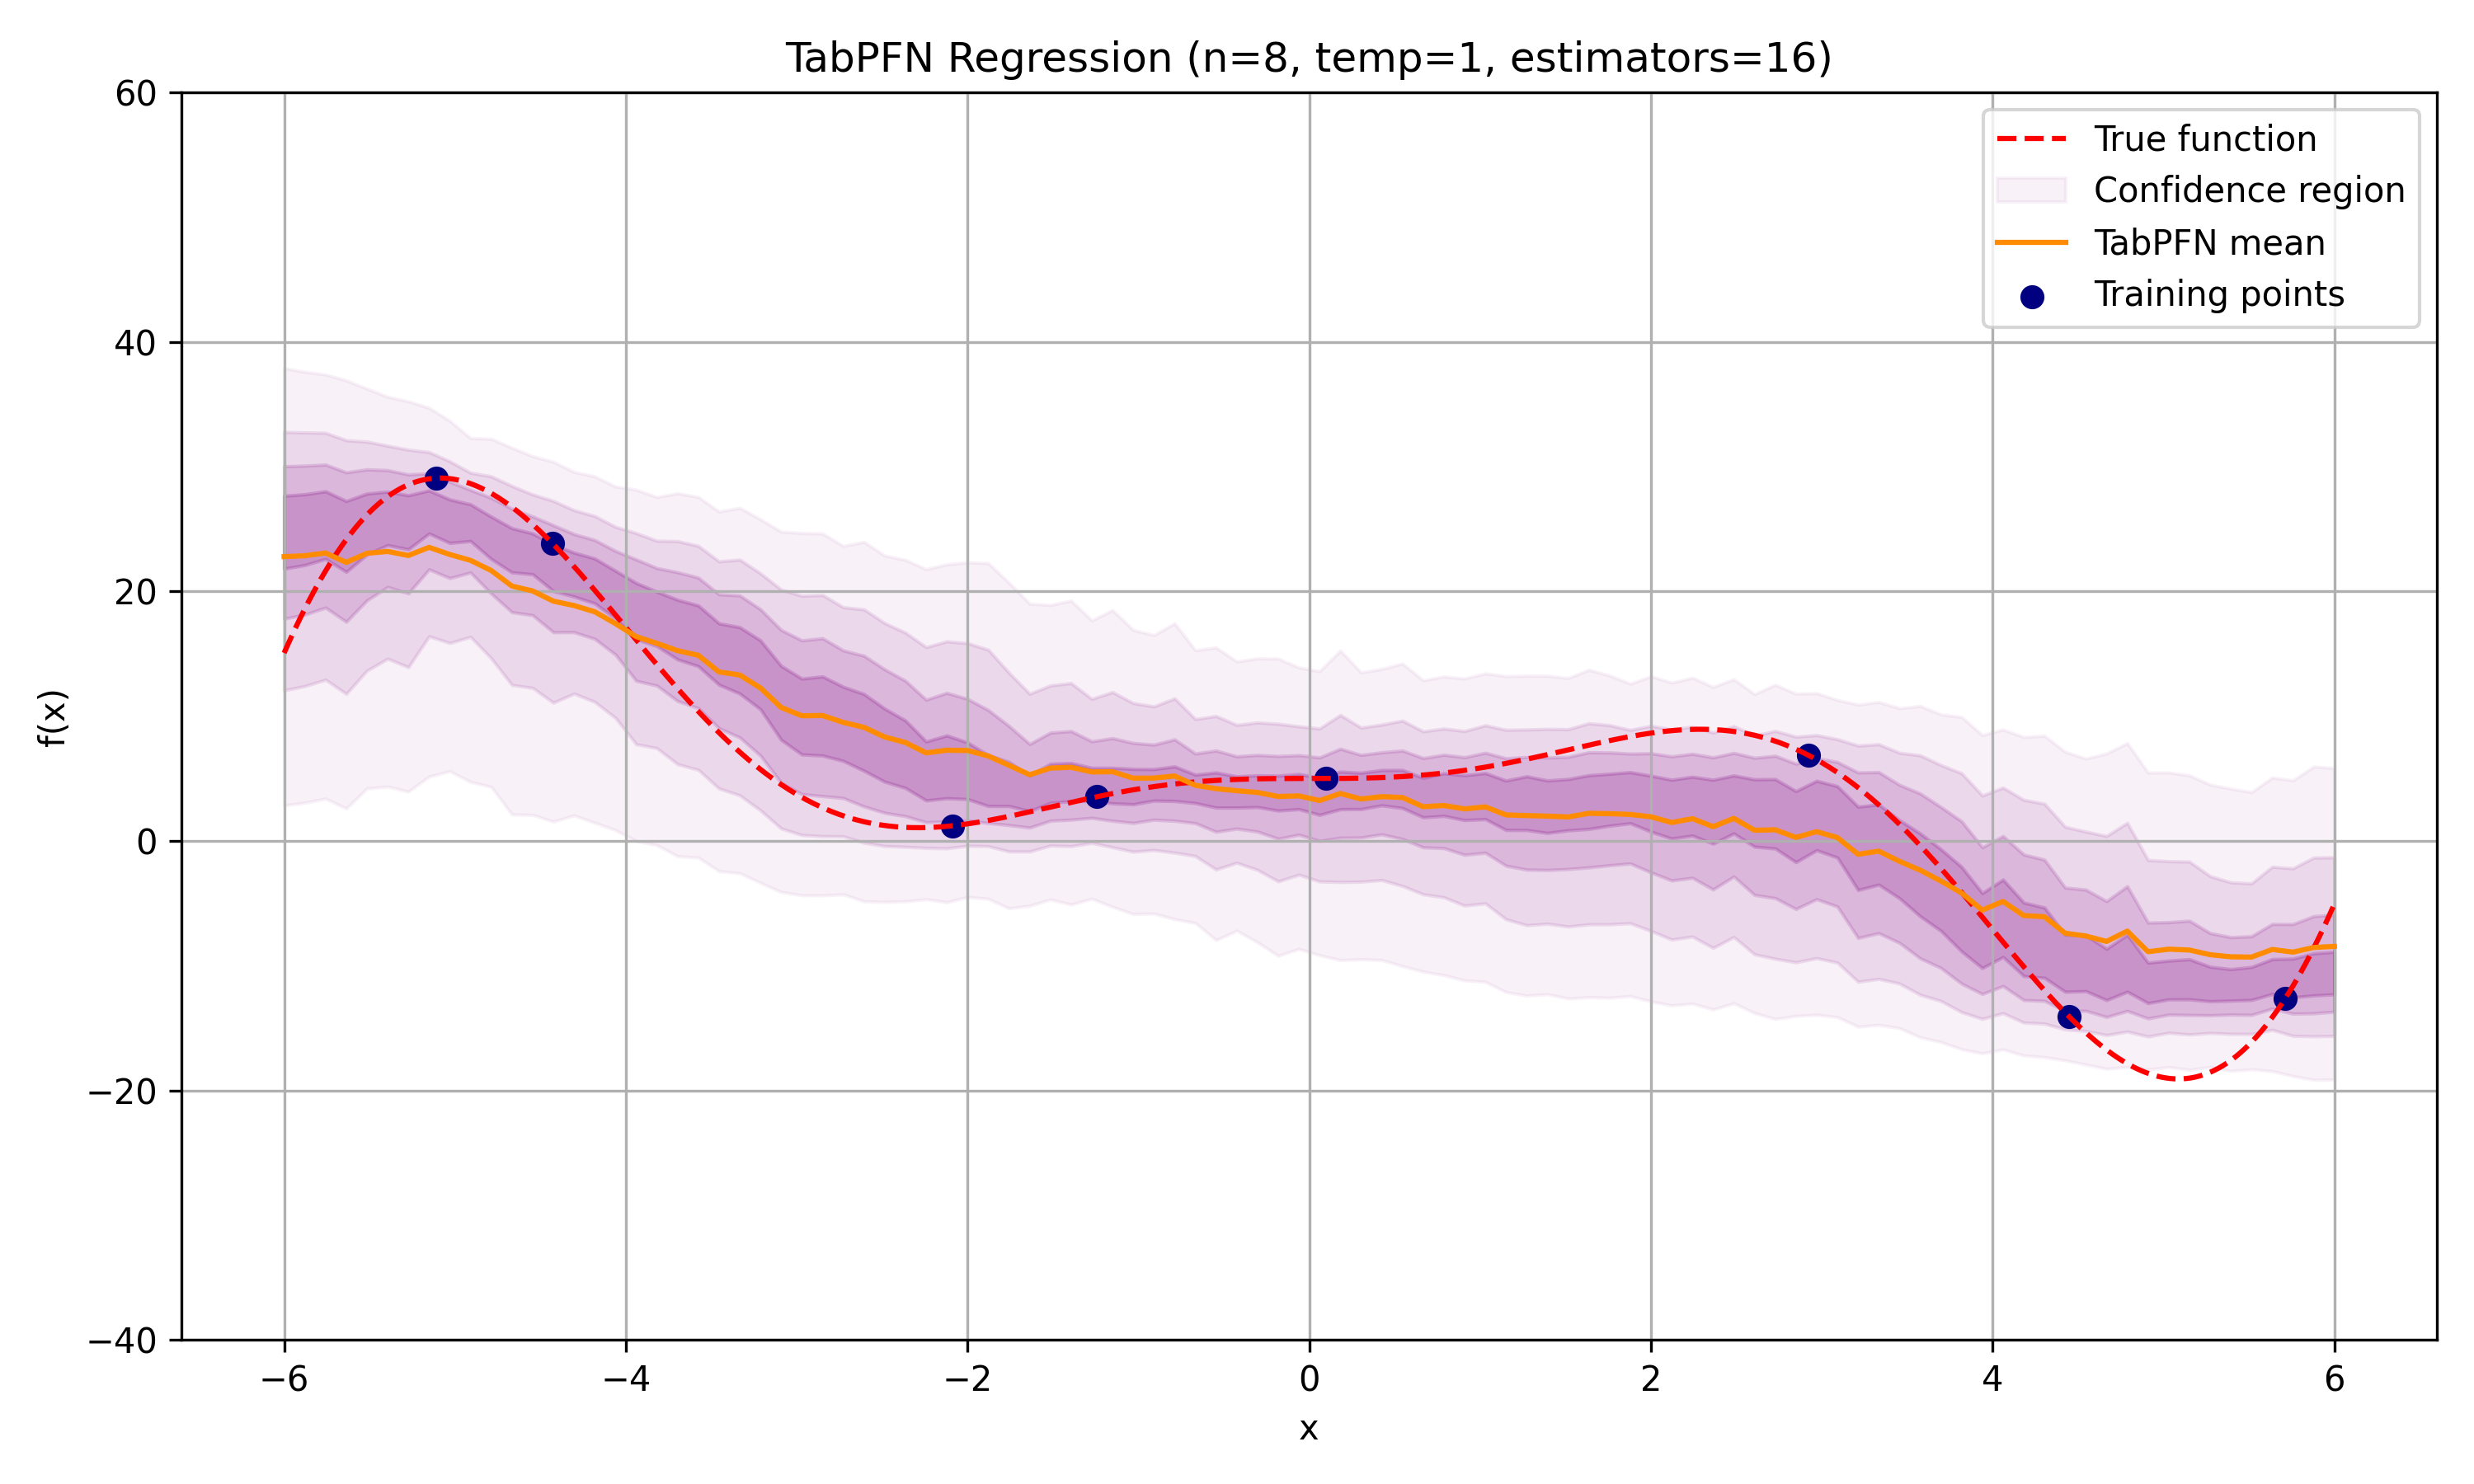 TabPFN Regression (n=8, temp=1, estimators=16)
True function
Confidence region
TabPFN mean
Training points
60
40
20
0
−20
−40
f(x)
−6
−4
−2
0
2
4
6
x